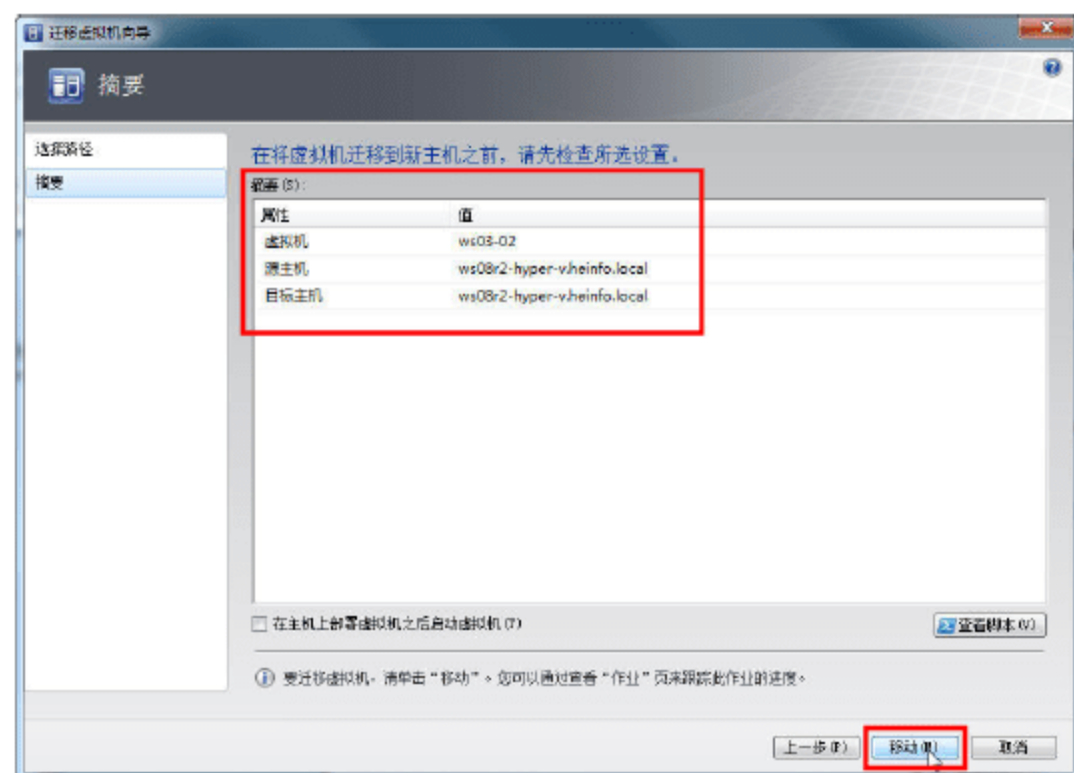 迁移虚拟机向导
摘要
选择路径
摘要
在将虚拟机迁移到新主机之前，请先检查所选设置。
摘要(S):
属性 值
虚拟机 ws03-02
源主机 ws08r2-hyper-v.heinfo.local
目标主机 ws08r2-hyper-v.heinfo.local
在主机上部署虚拟机之后启动虚拟机(T)
查看脚本(V)
要迁移虚拟机，请单击“移动”。您可以通过查看“作业”页来跟踪此作业的进度。
上一步(P) 移动(M) 取消